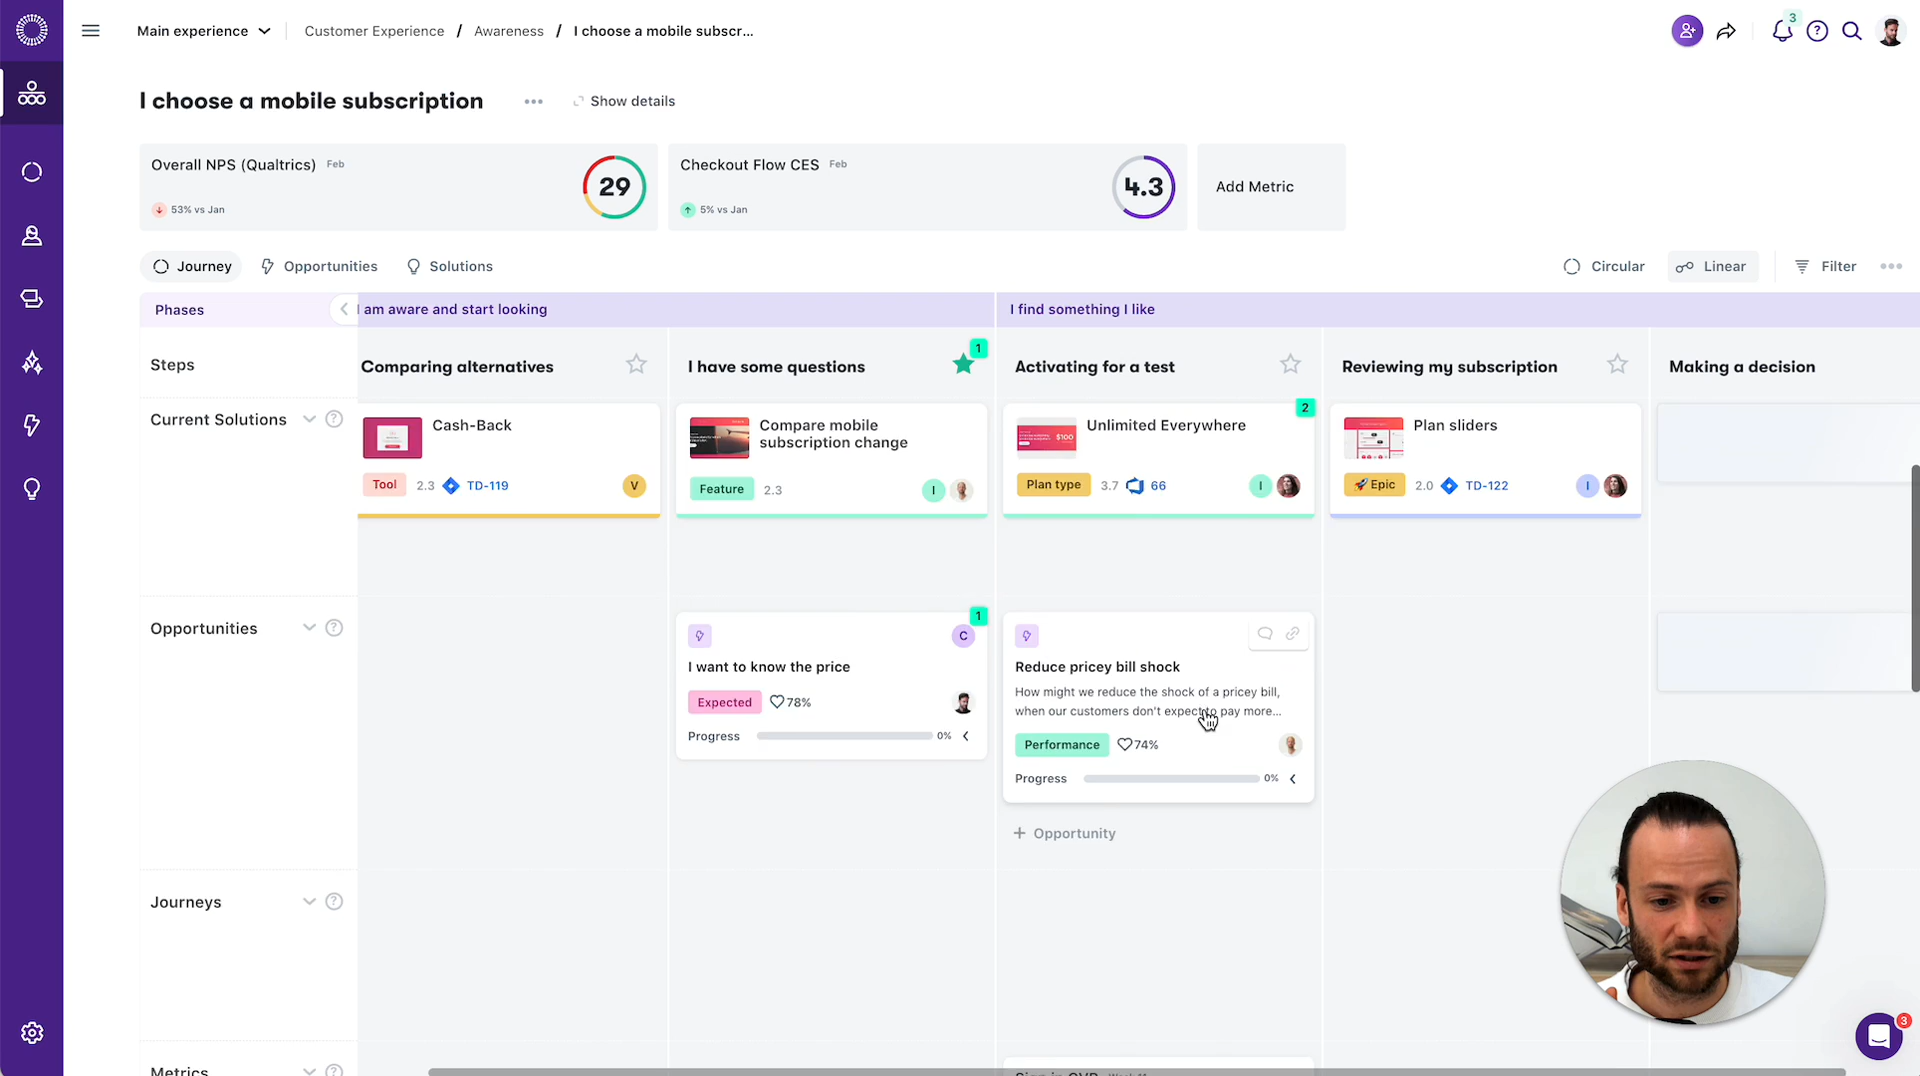 Main experience
Customer Experience / Awareness / I choose a mobile subscr...
3
I choose a mobile subscription
Show details
Overall NPS (Qualtrics) Feb
29
53% vs Jan
Checkout Flow CES Feb
4.3
5% vs Jan
Add Metric
Journey
Opportunities
Solutions
Circular
Linear
Filter
Phases
I am aware and start looking
I find something I like
Steps
Comparing alternatives
I have some questions
1
Activating for a test
Reviewing my subscription
Making a decision
Current Solutions
?
Cash-Back
Tool 2.3 TD-119
V
Compare mobile
subscription change
Feature 2.3
I
2
Unlimited Everywhere
$100
Plan type 3.7 66
I
Plan sliders
🚀 Epic 2.0 TD-122
I
Opportunities
?
1
C
I want to know the price
Expected 78%
Progress 0%
Reduce pricey bill shock
How might we reduce the shock of a pricey bill,
when our customers don't expect to pay more...
Performance 74%
Progress 0%
+ Opportunity
Journeys
?
Metrics
?
3